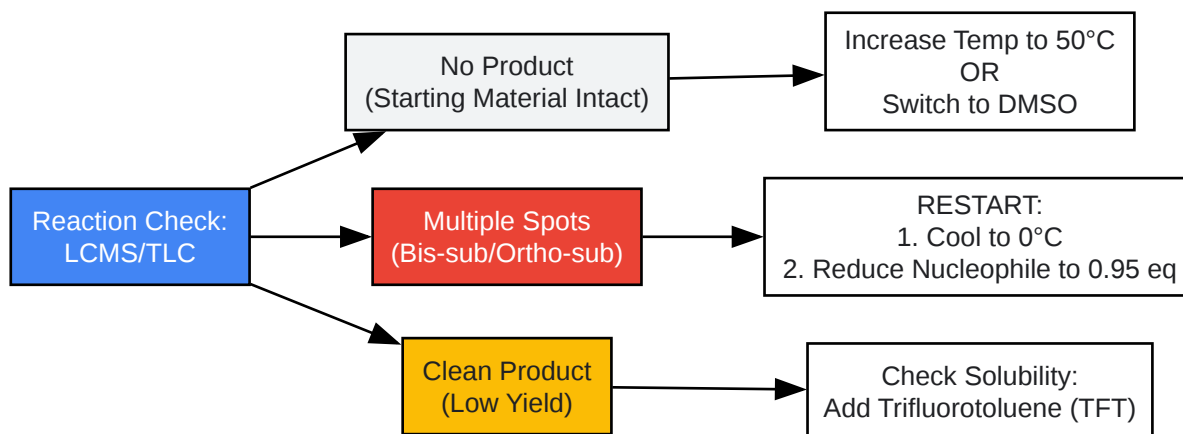 No Product
(Starting Material Intact)
Increase Temp to 50°C
OR
Switch to DMSO
Reaction Check:
LCMS/TLC
Multiple Spots
(Bis-sub/Ortho-sub)
RESTART:
1. Cool to 0°C
2. Reduce Nucleophile to 0.95 eq
Clean Product
(Low Yield)
Check Solubility:
Add Trifluorotoluene (TFT)